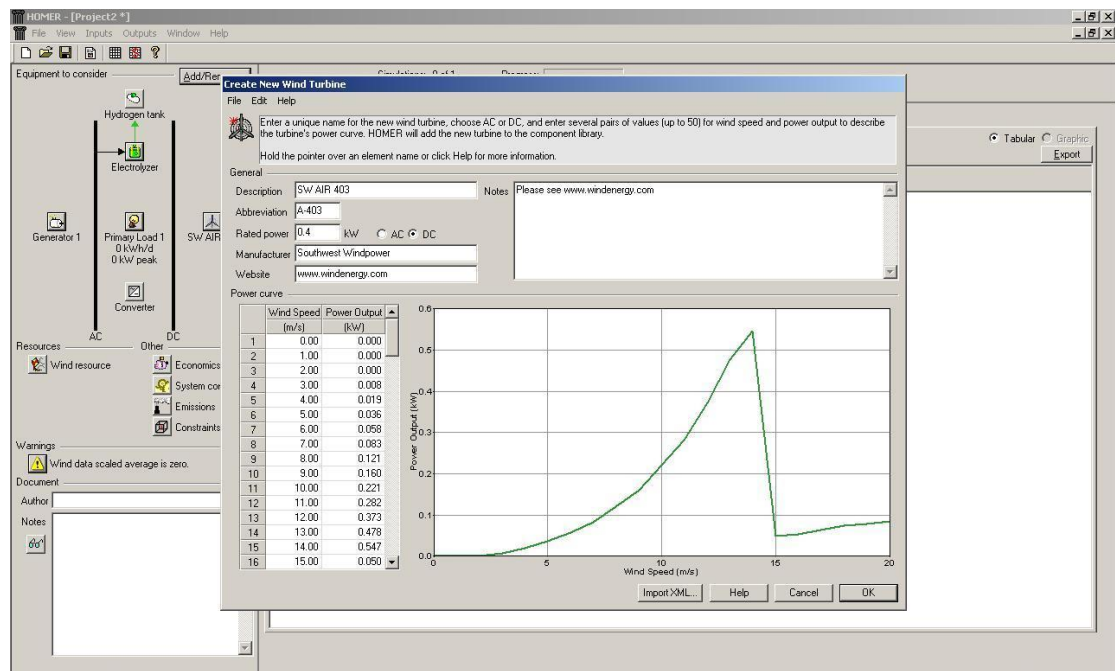 HOMER - [Project2 *]
File View Inputs Outputs Window Help
Equipment to consider
Add/Rer
Hydrogen tank
Electrolyzer
Generator 1
Primary Load 1
0 kWh/d
0 kW peak
SW AIR
Converter
AC
DC
Resources
Other
Wind resource
Economics
System con
Emissions
Constraints
Warnings
Wind data scaled average is zero.
Document
Author
Notes
Tabular Graphic
Export
Create New Wind Turbine
File Edit Help
Enter a unique name for the new wind turbine, choose AC or DC, and enter several pairs of values (up to 50) for wind speed and power output to describe
the turbine's power curve. HOMER will add the new turbine to the component library.
Hold the pointer over an element name or click Help for more information.
General
Description SW AIR 403
Abbreviation A-403
Rated power 0.4 kW AC DC
Manufacturer Southwest Windpower
Website www.windenergy.com
Notes Please see www.windenergy.com
Power curve
Wind Speed Power Output
(m/s) (kW)
1 0.00 0.000
2 1.00 0.000
3 2.00 0.000
4 3.00 0.008
5 4.00 0.019
6 5.00 0.036
7 6.00 0.058
8 7.00 0.083
9 8.00 0.121
10 9.00 0.160
11 10.00 0.221
12 11.00 0.282
13 12.00 0.373
14 13.00 0.478
15 14.00 0.547
16 15.00 0.050
Power Output (kW)
0.6
0.5
0.4
0.3
0.2
0.1
0.0
0 5 10 15 20
Wind Speed (m/s)
Import XML... Help Cancel OK